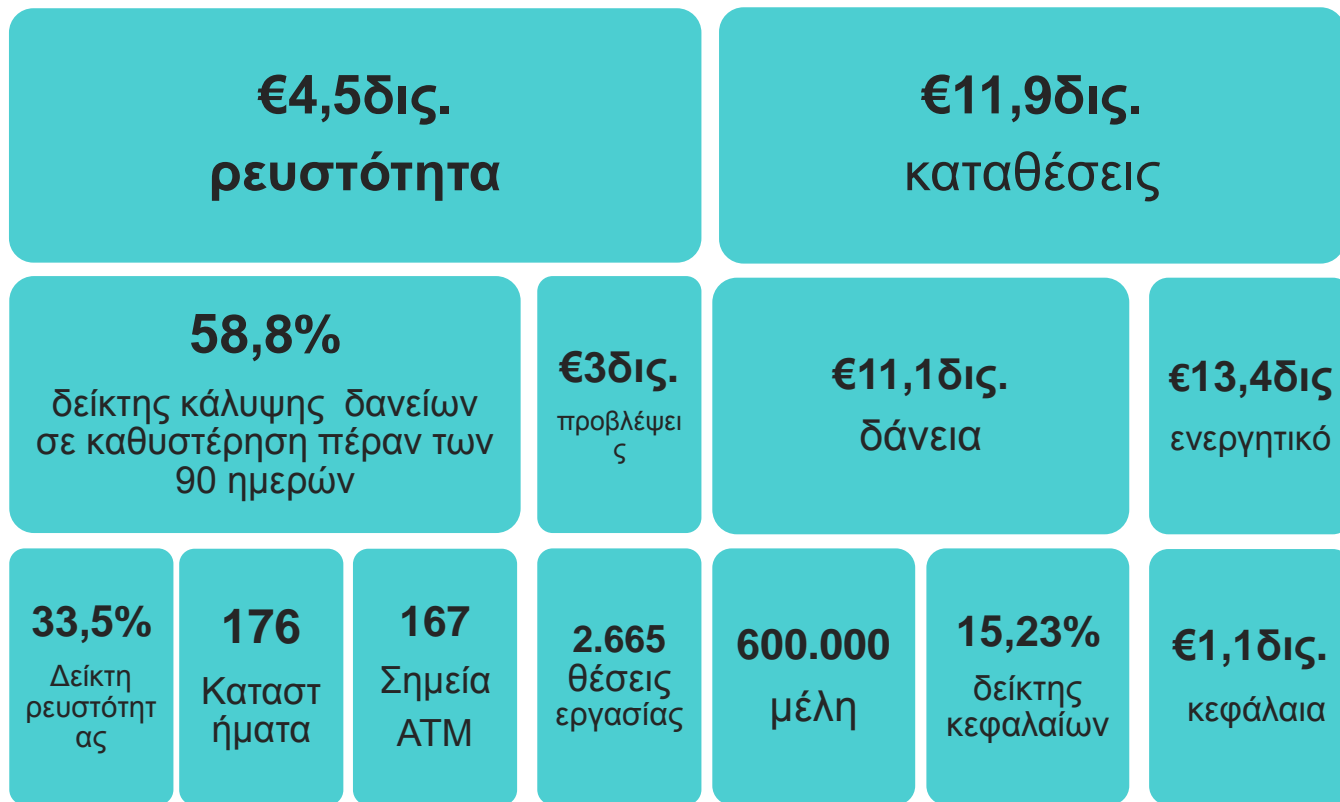 €4,5δις.
ρευστότητα
€11,9δις.
καταθέσεις
58,8%
δείκτης κάλυψης  δανείων
σε καθυστέρηση πέραν των
90 ημερών
€3δις.
προβλέψει
ς
€11,1δις.
δάνεια
€13,4δις
ενεργητικό
33,5%
Δείκτη
ρευστότητ
ας
176
Καταστ
ήματα
167
Σημεία
ΑΤΜ
2.665
θέσεις
εργασίας
600.000
μέλη
15,23%
δείκτης
κεφαλαίων
€1,1δις.
κεφάλαια